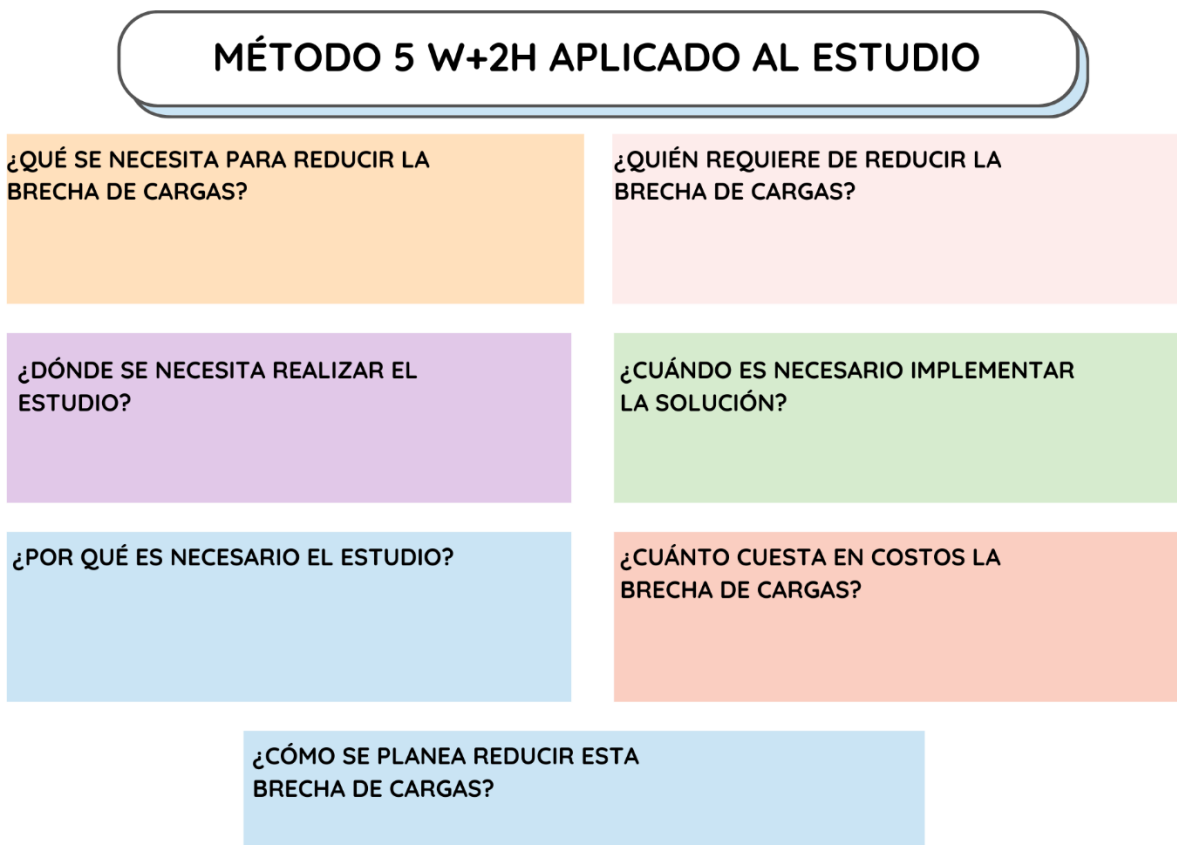 MÉTODO 5 W+2H APLICADO AL ESTUDIO
¿QUÉ SE NECESITA PARA REDUCIR LA
BRECHA DE CARGAS?
¿QUIÉN REQUIERE DE REDUCIR LA
BRECHA DE CARGAS?
¿DÓNDE SE NECESITA REALIZAR EL
ESTUDIO?
¿CUÁNDO ES NECESARIO IMPLEMENTAR
LA SOLUCIÓN?
¿POR QUÉ ES NECESARIO EL ESTUDIO?
¿CUÁNTO CUESTA EN COSTOS LA
BRECHA DE CARGAS?
¿CÓMO SE PLANEA REDUCIR ESTA
BRECHA DE CARGAS?